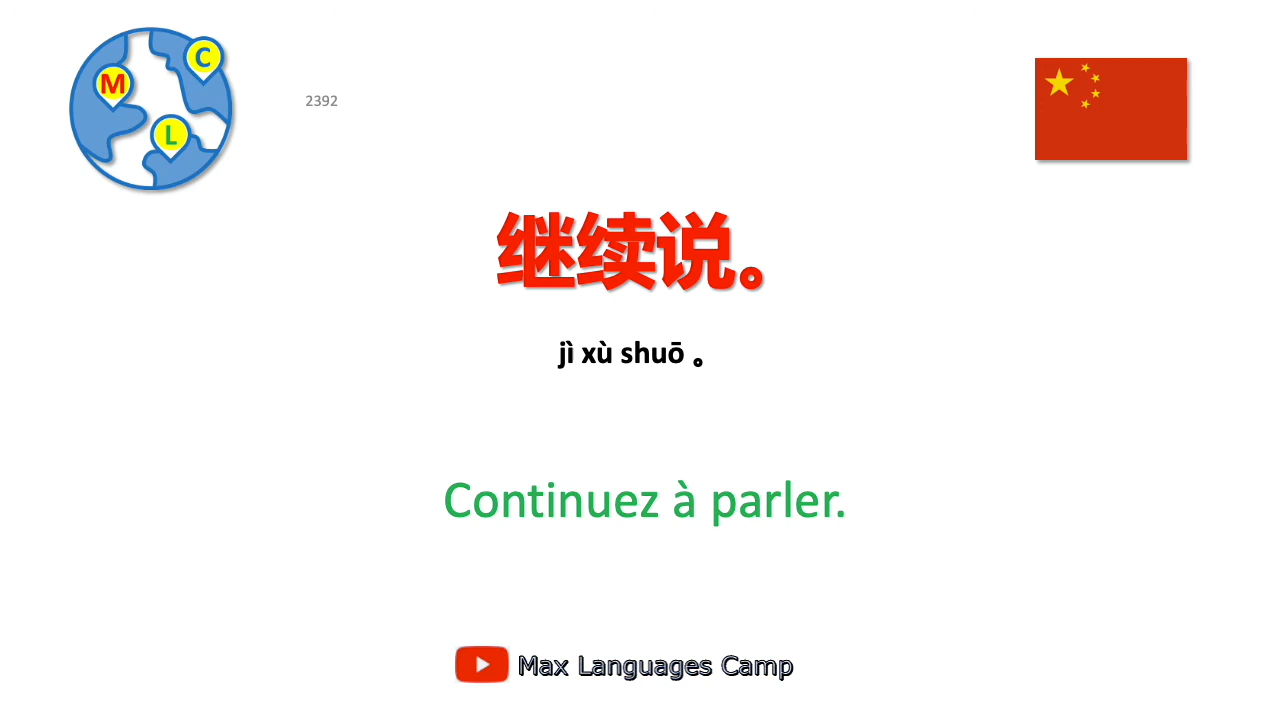 M
C
L
2392
继续说。
jì xù shuō 。
Continuez à parler.
Max Languages Camp